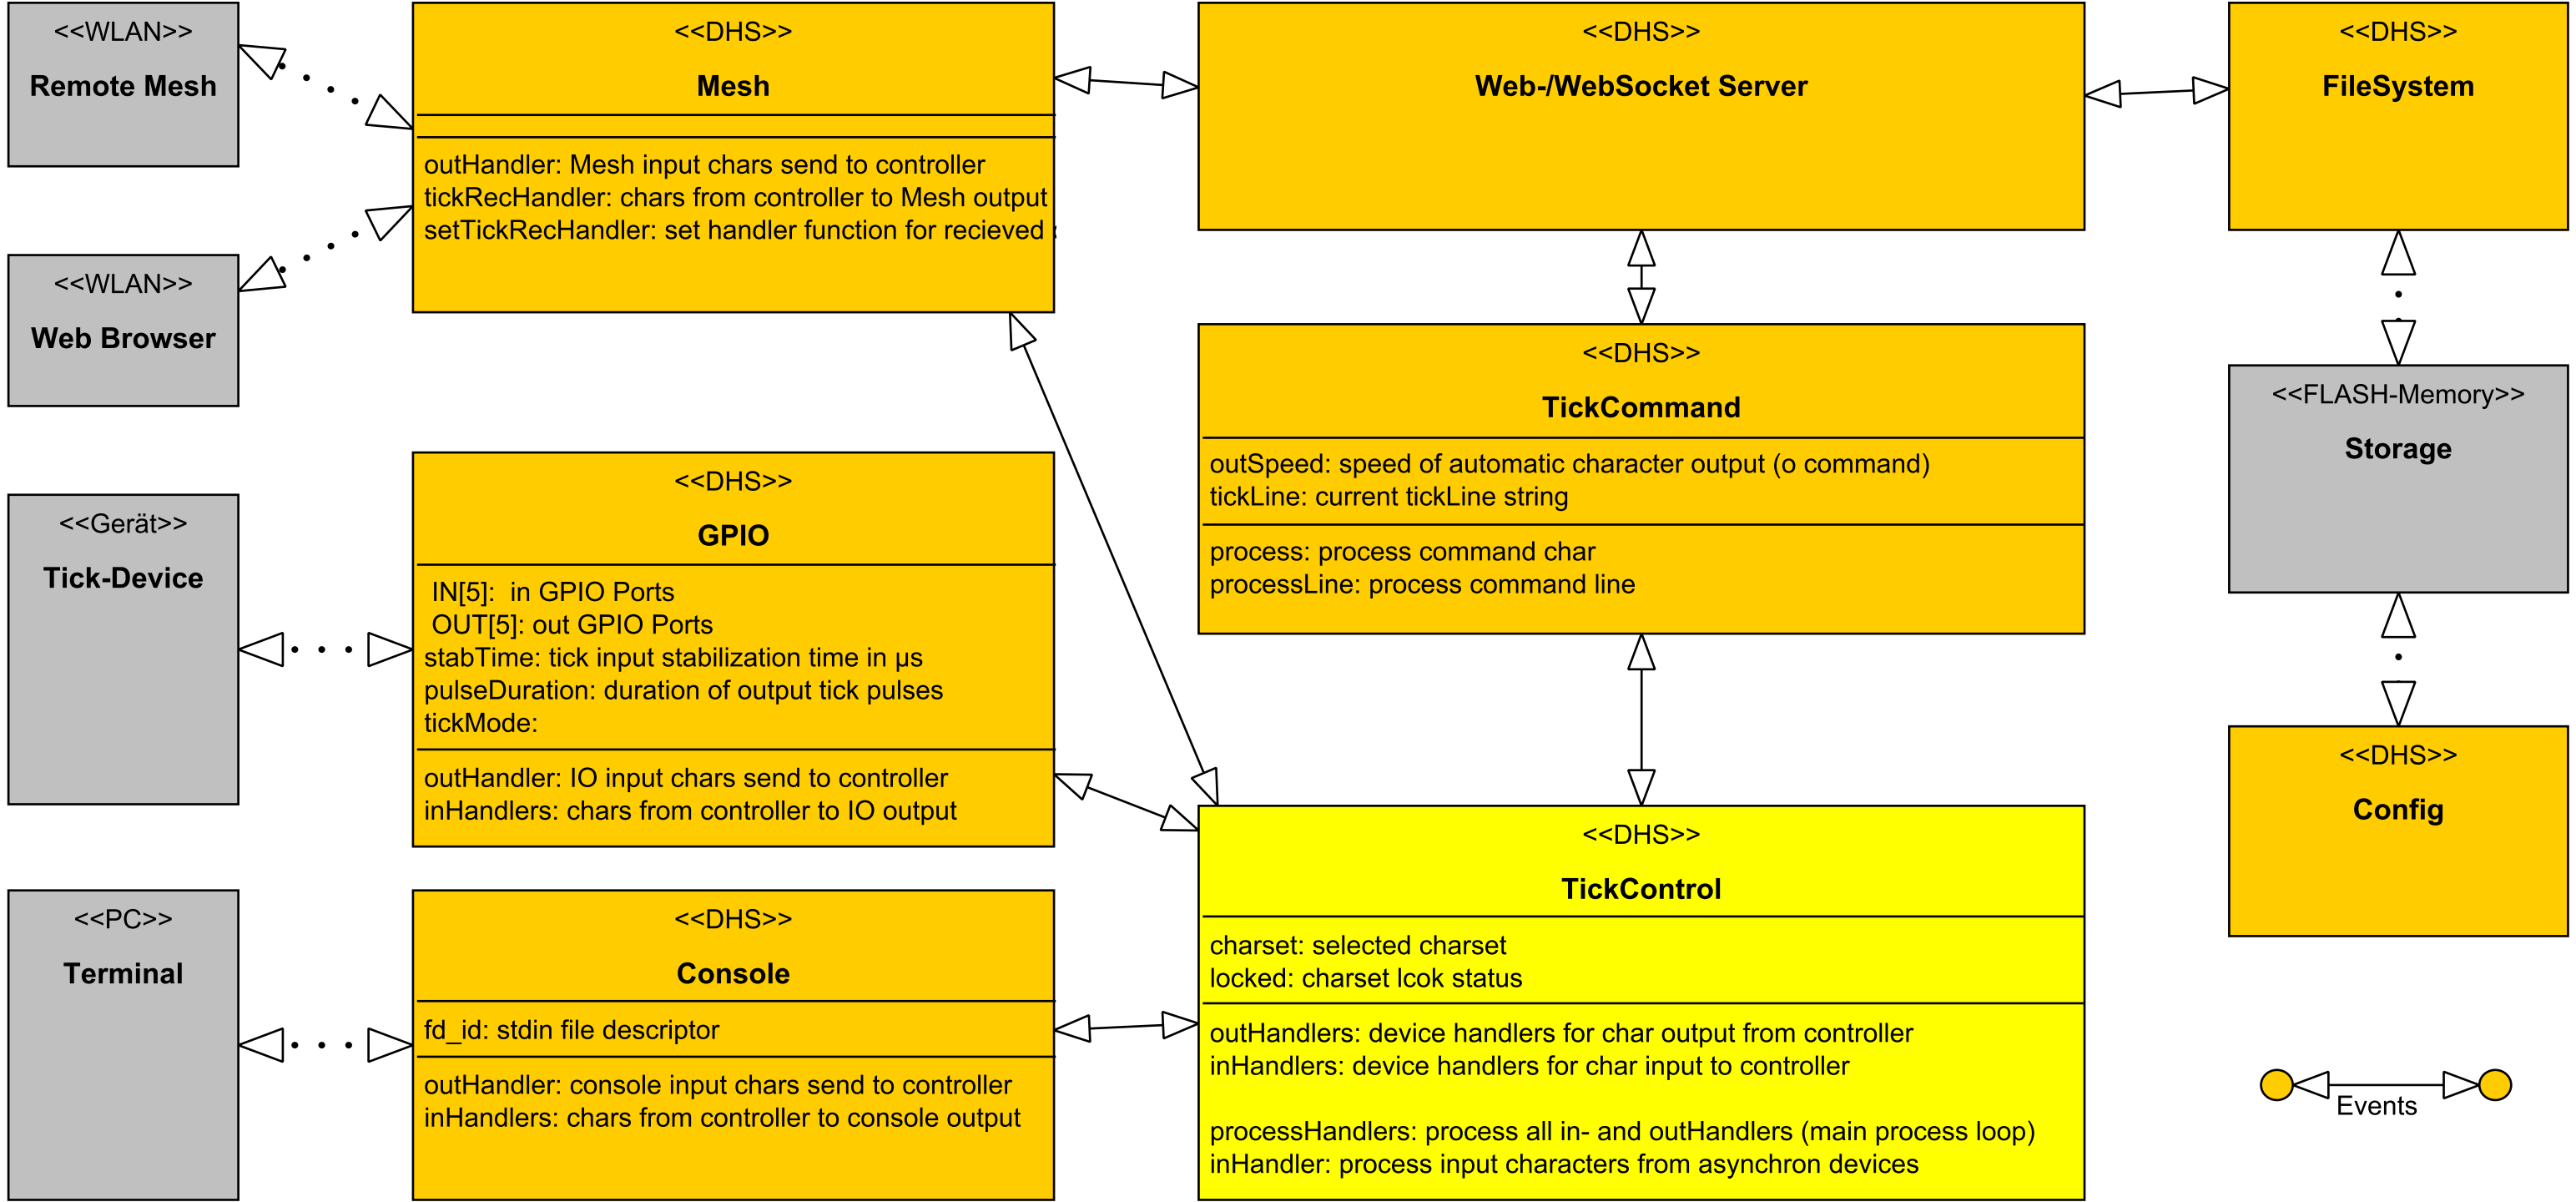 <<WLAN>>
Remote Mesh
<<WLAN>>
Web Browser
<<Gerät>>
Tick-Device
<<PC>>
Terminal
<<DHS>>
Mesh
outHandler: Mesh input chars send to controller
tickRecHandler: chars from controller to Mesh output
setTickRecHandler: set handler function for recieved
<<DHS>>
GPIO
IN[5]: in GPIO Ports
OUT[5]: out GPIO Ports
stabTime: tick input stabilization time in µs
pulseDuration: duration of output tick pulses
tickMode:
outHandler: IO input chars send to controller
inHandlers: chars from controller to IO output
<<DHS>>
Console
fd_id: stdin file descriptor
outHandler: console input chars send to controller
inHandlers: chars from controller to console output
<<DHS>>
Web-/WebSocket Server
<<DHS>>
TickCommand
outSpeed: speed of automatic character output (o command)
tickLine: current tickLine string
process: process command char
processLine: process command line
<<DHS>>
TickControl
charset: selected charset
locked: charset lcok status
outHandlers: device handlers for char output from controller
inHandlers: device handlers for char input to controller
processHandlers: process all in- and outHandlers (main process loop)
inHandler: process input characters from asynchron devices
<<DHS>>
FileSystem
<<FLASH-Memory>>
Storage
<<DHS>>
Config
Events